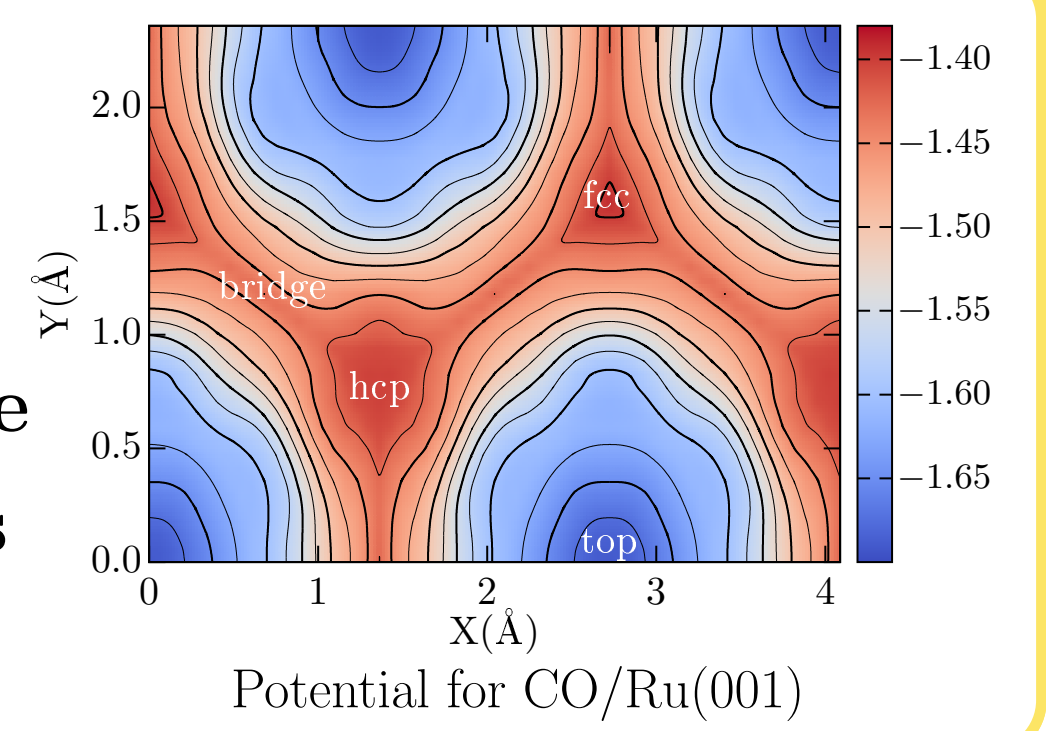 −1.40
2.0
−1.45
fcc
1.5
−1.50
Y(Å)
bridge
−1.55
1.0
hcp
−1.60
e
0.5
−1.65
s
top
0.0
0 1 2 3 4
X(Å)
Potential for CO/Ru(001)